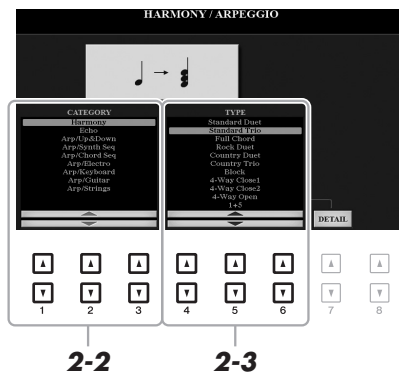 HARMONY / ARPEGGIO
CATEGORY
Harmony
Echo
Arp/Up&Down
Arp/Synth Seq
Arp/Chord Seq
Arp/Electro
Arp/Keyboard
Arp/Guitar
Arp/Strings
TYPE
Standard Duet
Standard Trio
Full Chord
Rock Duet
Country Duet
Country Trio
Block
4-Way Close1
4-Way Close2
4-Way Open
1+5
DETAIL
1 2 3 4 5 6 7 8
2-2 2-3